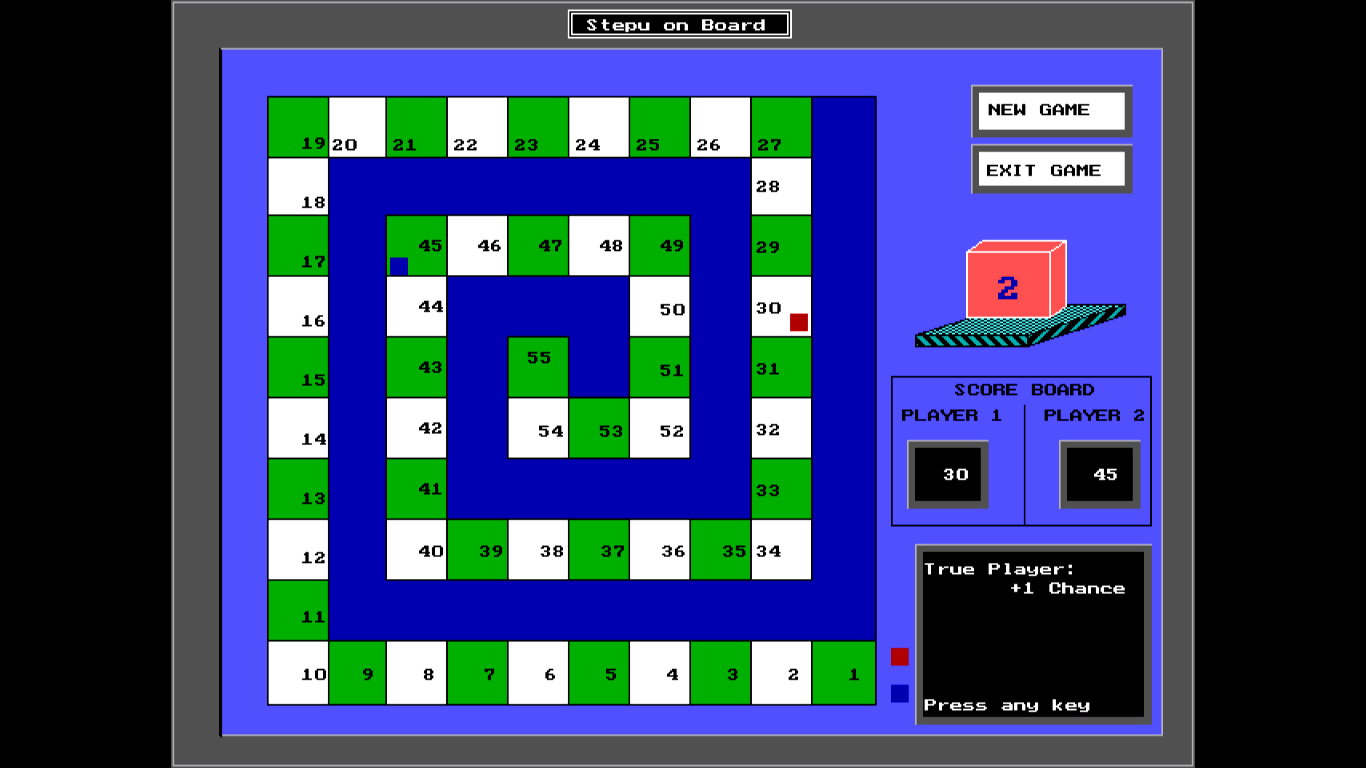 Stepu on Board
NEW GAME
EXIT GAME
19 20 21 22 23 24 25 26 27
18 28
17 45 46 47 48 49 29
16 44 50 30
15 43 55 51 31
14 42 54 53 52 32
13 41 33
12 40 39 38 37 36 35 34
11
10 9 8 7 6 5 4 3 2 1
2
SCORE BOARD
PLAYER 1 PLAYER 2
30 45
True Player:
+1 Chance
Press any key